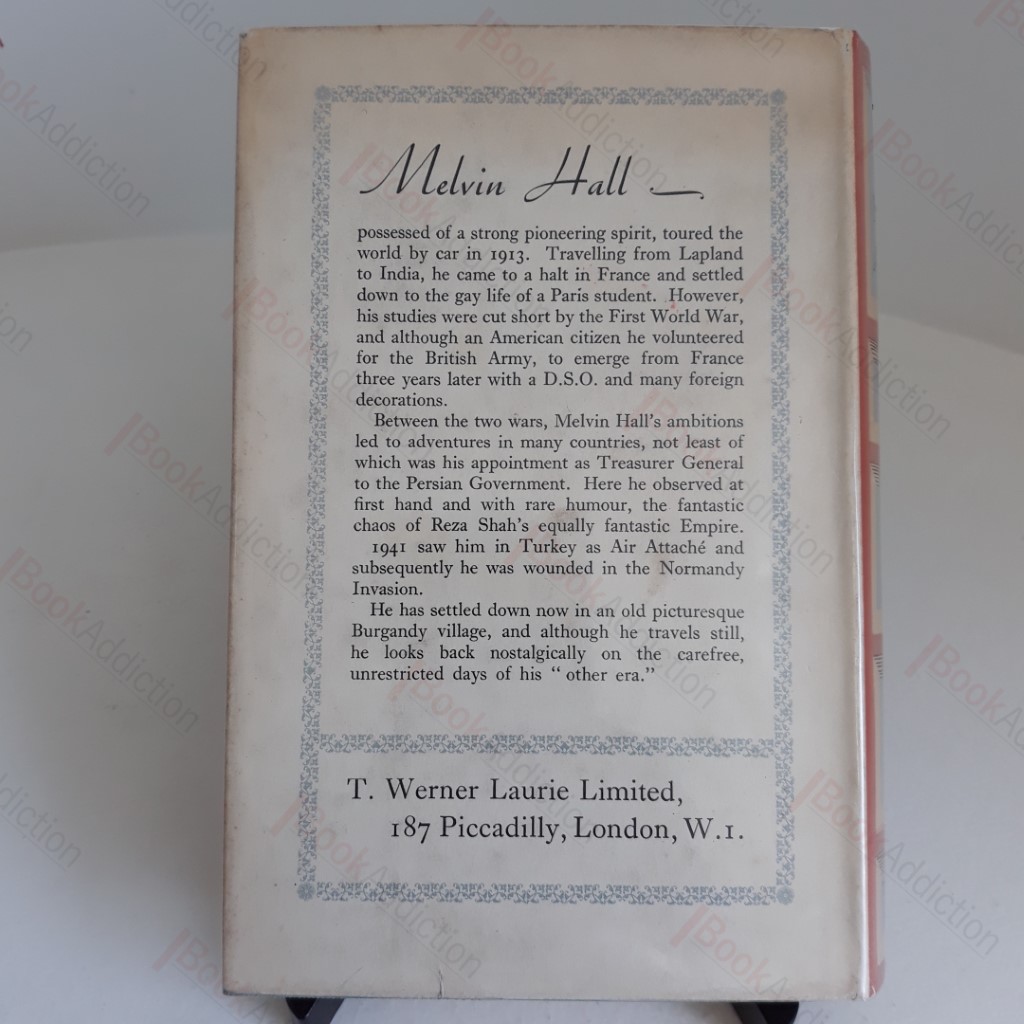 Melvin Hall —
possessed of a strong pioneering spirit, toured the
world by car in 1913. Travelling from Lapland
to India, he came to a halt in France and settled
down to the gay life of a Paris student. However,
his studies were cut short by the First World War,
and although an American citizen he volunteered
for the British Army, to emerge from France
three years later with a D.S.O. and many foreign
decorations.
Between the two wars, Melvin Hall's ambitions
led to adventures in many countries, not least of
which was his appointment as Treasurer General
to the Persian Government. Here he observed at
first hand and with rare humour, the fantastic
chaos of Reza Shah's equally fantastic Empire.
1941 saw him in Turkey as Air Attaché and
subsequently he was wounded in the Normandy
Invasion.
He has settled down now in an old picturesque
Burgandy village, and although he travels still,
he looks back nostalgically on the carefree,
unrestricted days of his “ other era.”
T. Werner Laurie Limited,
187 Piccadilly, London, W.1.
BookAddiction